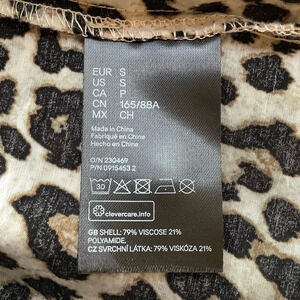 EUR S
US S
CA P
CN 165/88A
MX CH
Made in China
Fabriqué en Chine
Hecho en China
O/N 230469
P/N 0915453 2
30
clevercare.info
GB SHELL: 79% VISCOSE 21%
POLYAMIDE.
CZ SVRCHNÍ LÁTKA: 79% VISKÓZA 21%